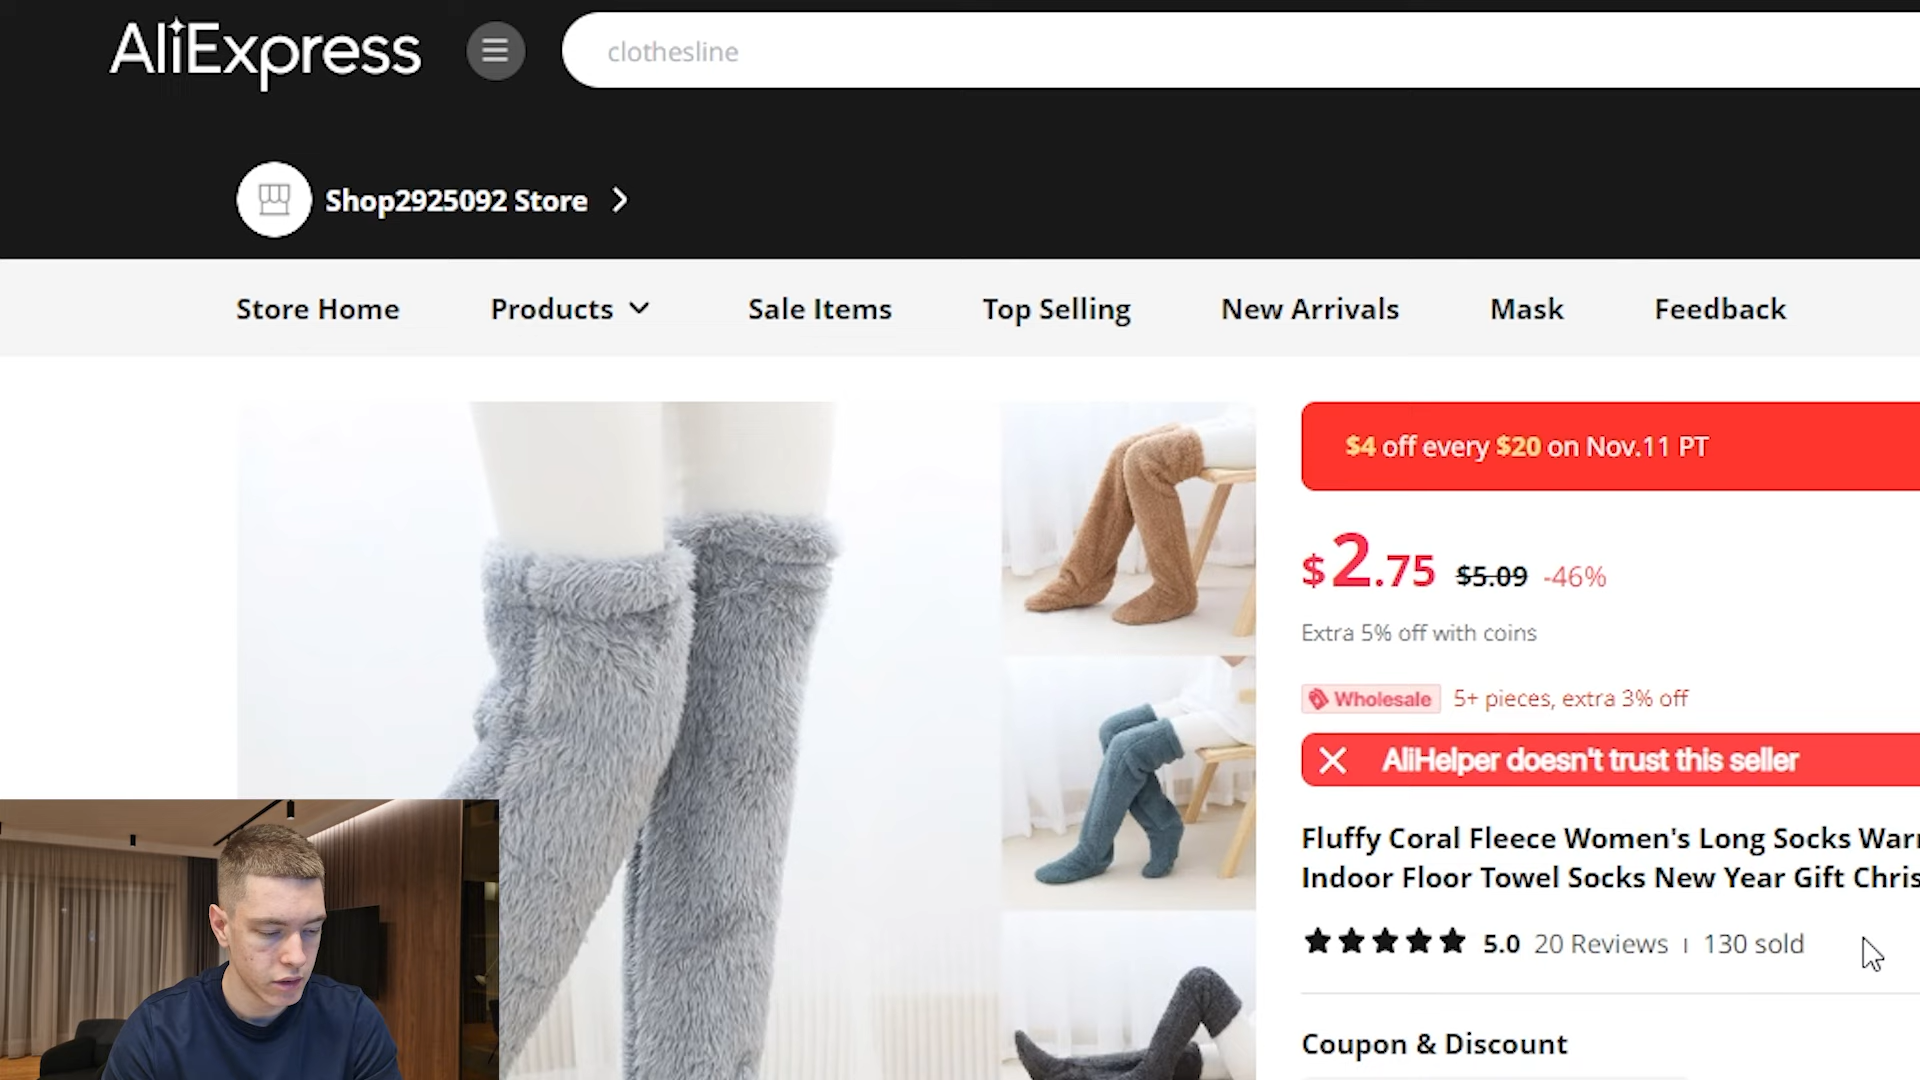 AliExpress
clothesline
Shop2925092 Store
Store Home Products Sale Items Top Selling New Arrivals Mask Feedback
$4 off every $20 on Nov.11 PT
$2.75 $5.09 -46%
Extra 5% off with coins
Wholesale 5+ pieces, extra 3% off
AliHelper doesn't trust this seller
Fluffy Coral Fleece Women's Long Socks
Indoor Floor Towel Socks New Year Gift
5.0 20 Reviews | 130 sold
Coupon & Discount